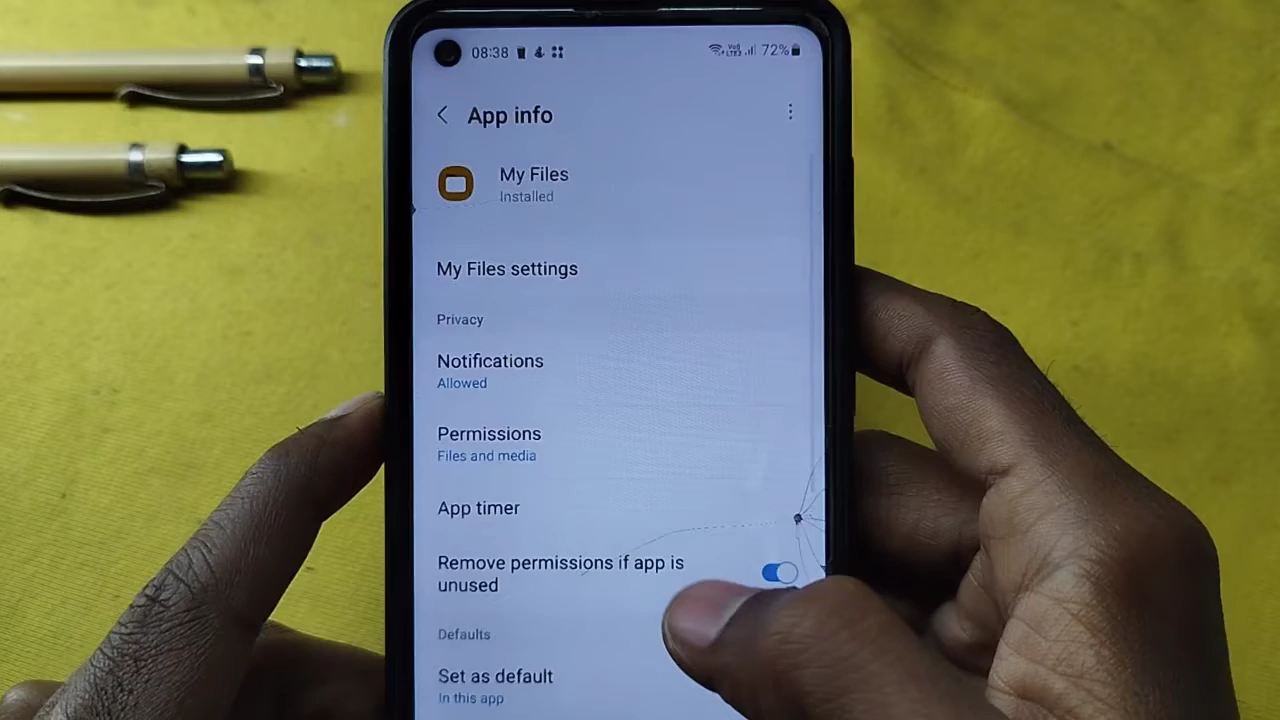 08:38 72%
App info
My Files
Installed
My Files settings
Privacy
Notifications
Allowed
Permissions
Files and media
App timer
Remove permissions if app is
unused
Defaults
Set as default
In this app